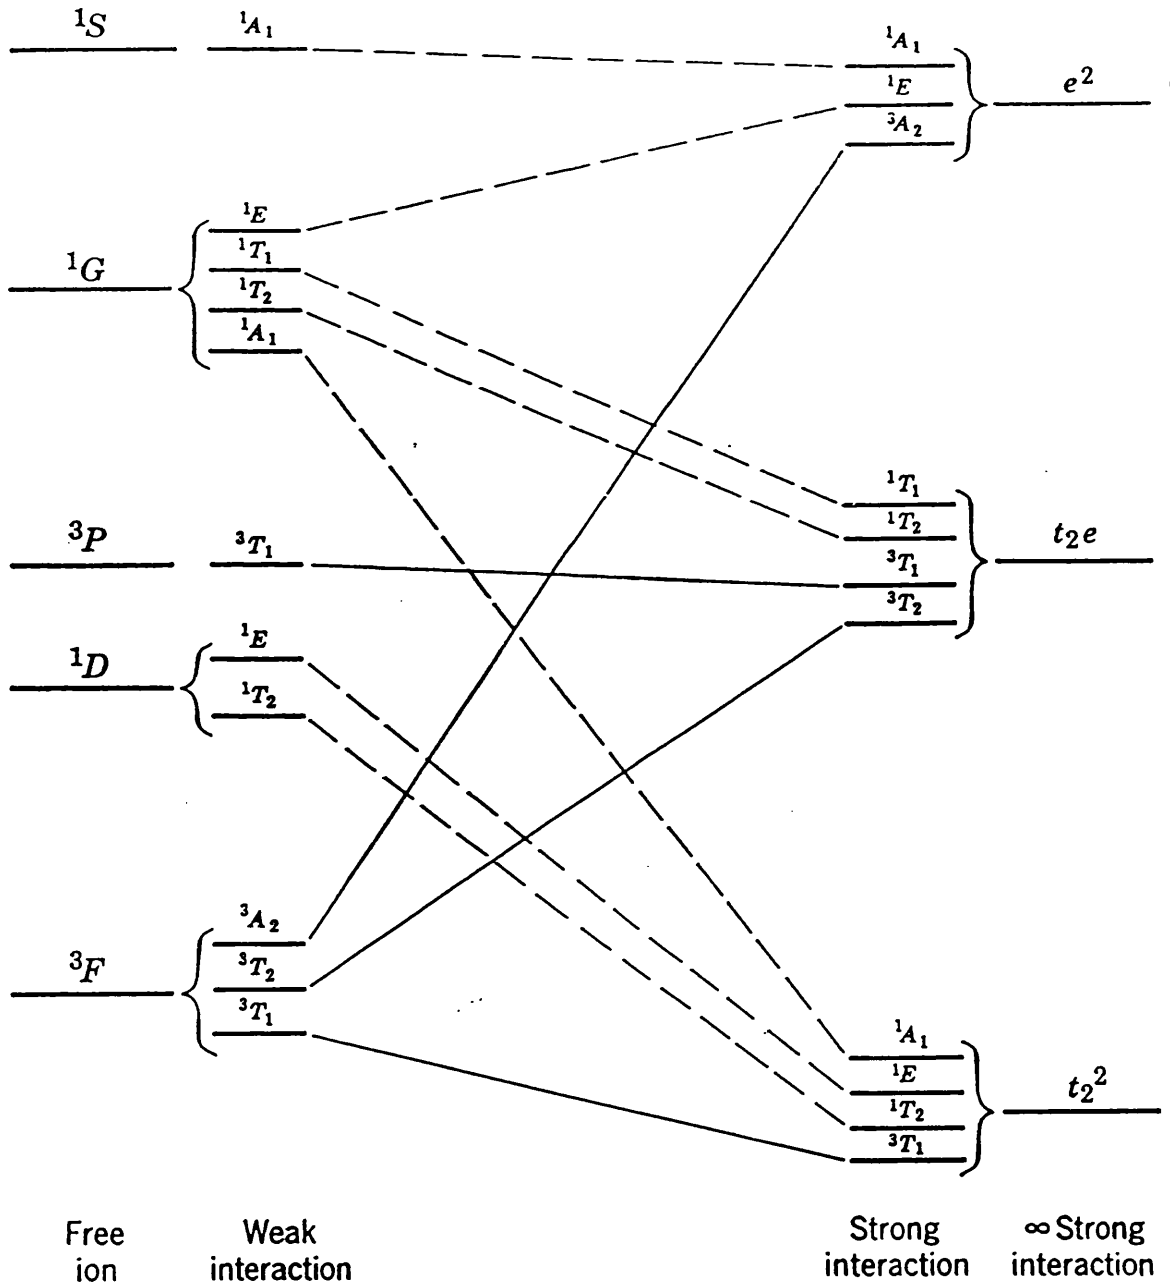 ¹S
¹A₁
¹A₁
¹E
³A₂
e²
¹G
¹E
¹T₁
¹T₂
¹A₁
¹T₁
¹T₂
³T₁
³T₂
t₂e
³P
³T₁
¹D
¹E
¹T₂
³F
³A₂
³T₂
³T₁
¹A₁
¹E
¹T₂
³T₁
t₂²
Free
ion
Weak
interaction
Strong
interaction
∞ Strong
interaction